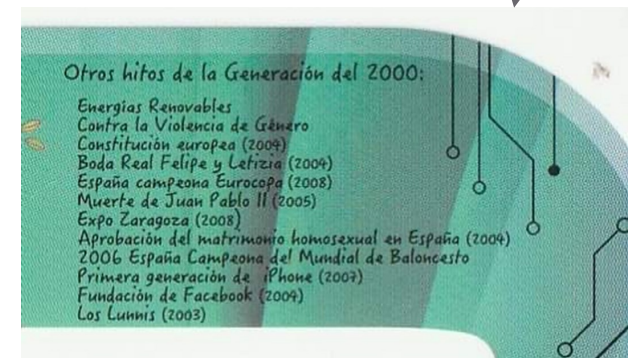 Otros hitos de la Generación del 2000:
Energías Renovables
Contra la Violencia de Género
Constitución europea (2004)
Boda Real Felipe y Letizia (2004)
España campeona Eurocopa (2008)
Muerte de Juan Pablo II (2005)
Expo Zaragoza (2008)
Aprobación del matrimonio homosexual en España (2004)
2006 España Campeona del Mundial de Baloncesto
Primera generación de iPhone (2007)
Fundación de Facebook (2004)
Los Lunnis (2003)